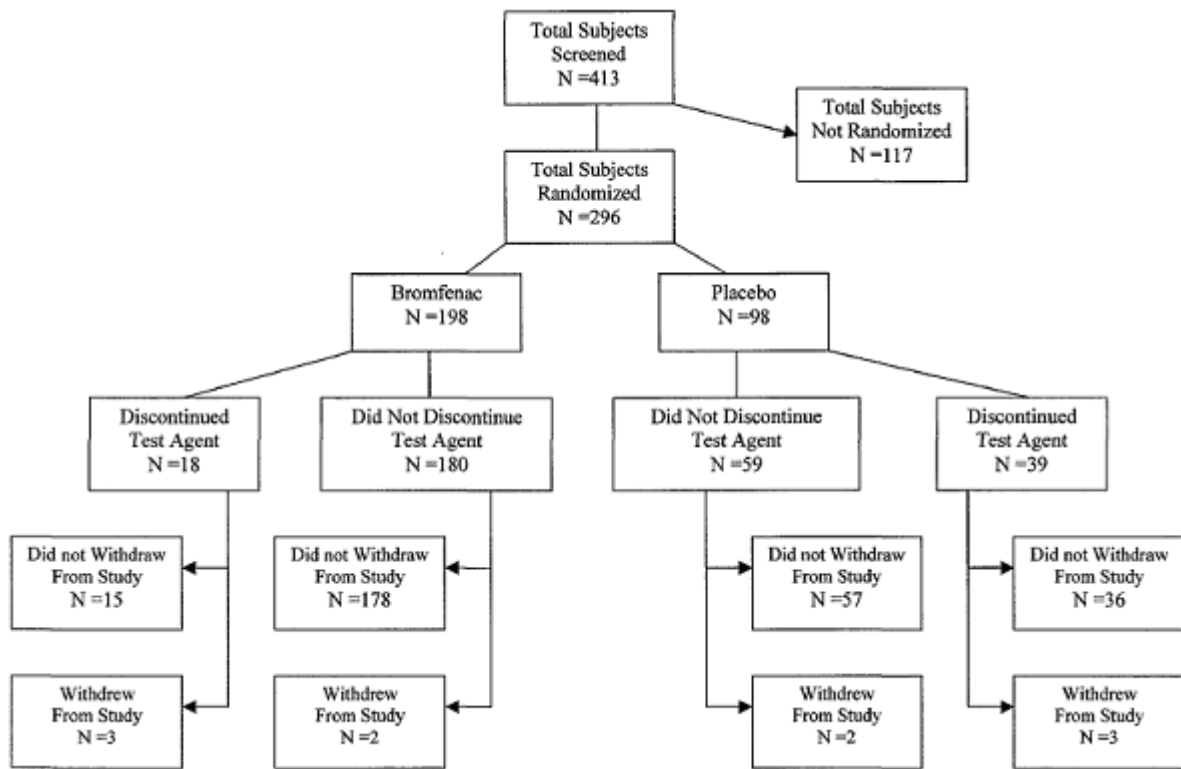 Total Subjects
Screened
N =413
Total Subjects
Not Randomized
N =117
Total Subjects
Randomized
N =296
Bromfenac
N =198
Placebo
N =98
Discontinued
Test Agent
N =18
Did Not Discontinue
Test Agent
N =180
Did Not Discontinue
Test Agent
N =59
Discontinued
Test Agent
N =39
Did not Withdraw
From Study
N =15
Did not Withdraw
From Study
N =178
Did not Withdraw
From Study
N =57
Did not Withdraw
From Study
N =36
Withdrew
From Study
N =3
Withdrew
From Study
N =2
Withdrew
From Study
N =2
Withdrew
From Study
N =3